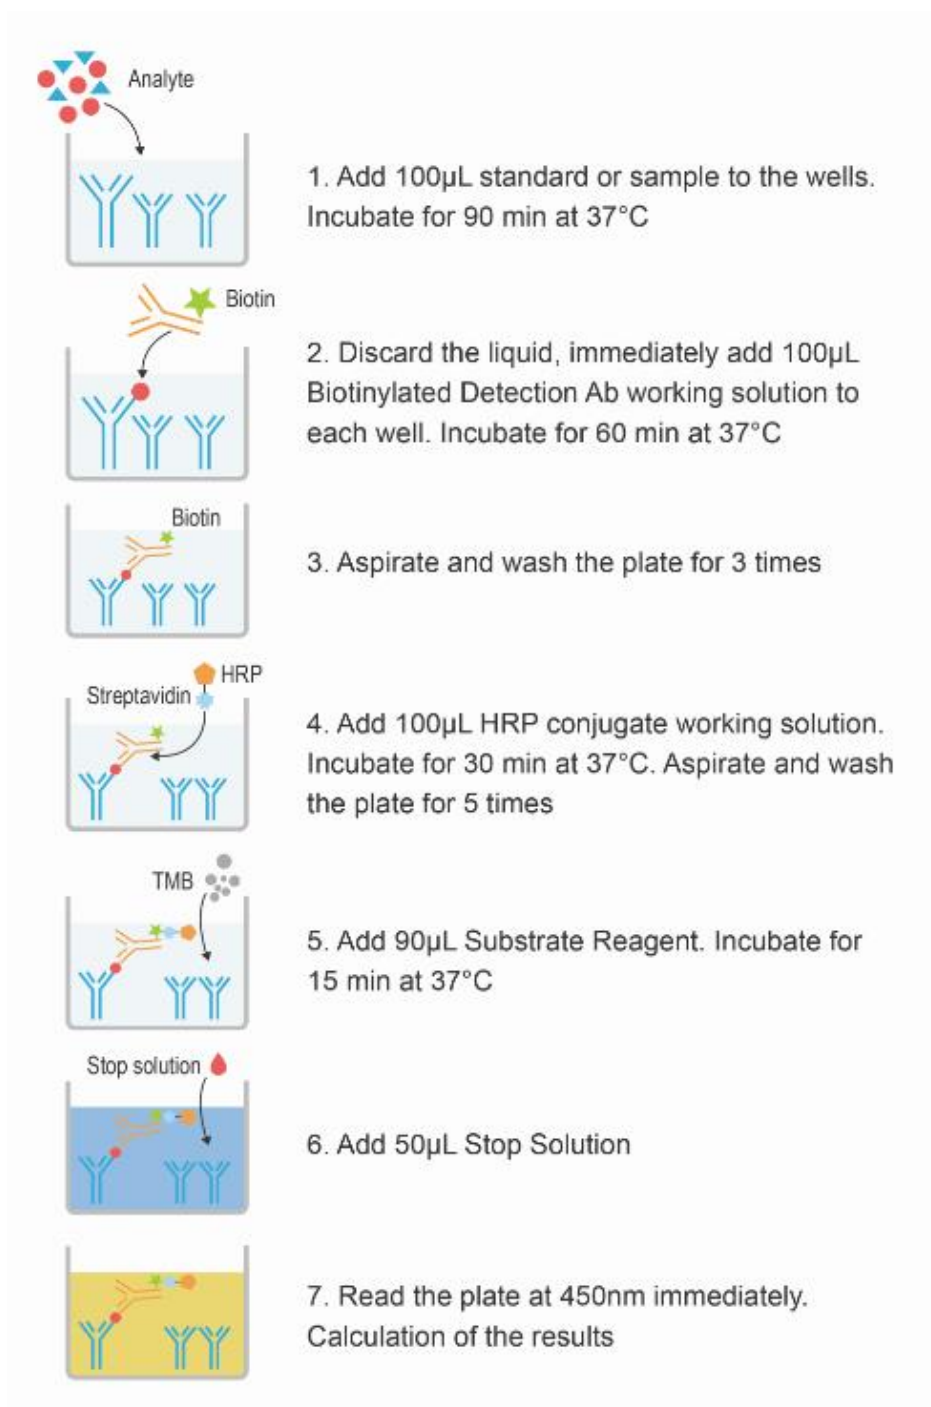 Analyte
1. Add 100µL standard or sample to the wells.
Incubate for 90 min at 37°C
Biotin
2. Discard the liquid, immediately add 100µL
Biotinylated Detection Ab working solution to
each well. Incubate for 60 min at 37°C
Biotin
3. Aspirate and wash the plate for 3 times
HRP
Streptavidin
4. Add 100µL HRP conjugate working solution.
Incubate for 30 min at 37°C. Aspirate and wash
the plate for 5 times
TMB
5. Add 90µL Substrate Reagent. Incubate for
15 min at 37°C
Stop solution
6. Add 50µL Stop Solution
7. Read the plate at 450nm immediately.
Calculation of the results